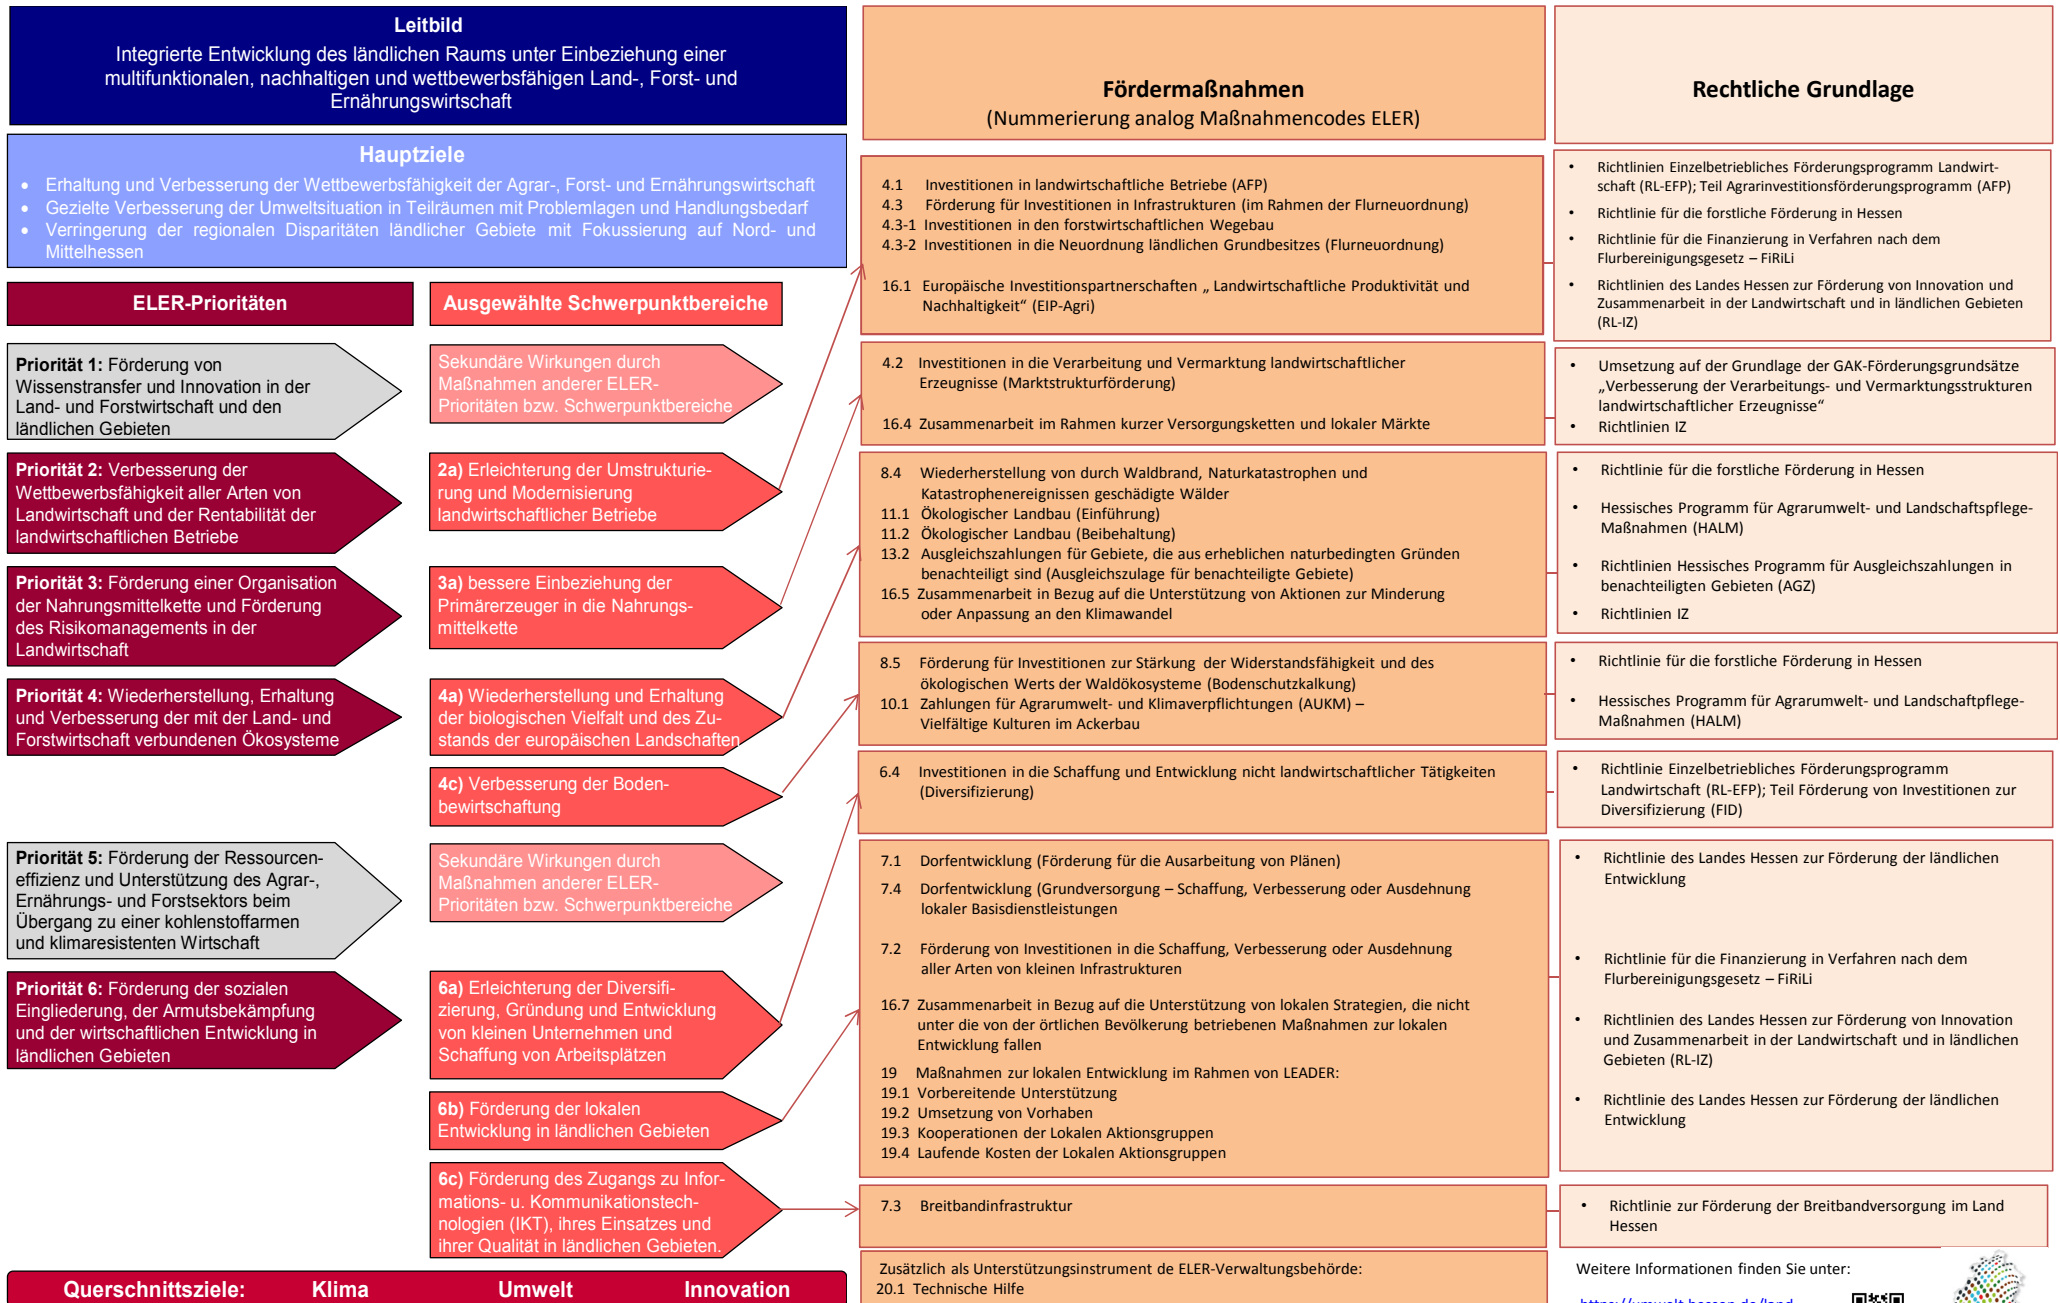 Leitbild
Integrierte Entwicklung des ländlichen Raums unter Einbeziehung einer
multifunktionalen, nachhaltigen und wettbewerbsfähigen Land-, Forst- und
Ernährungswirtschaft
Hauptziele
• Erhaltung und Verbesserung der Wettbewerbsfähigkeit der Agrar-, Forst- und Ernährungswirtschaft
• Gezielte Verbesserung der Umweltsituation in Teilräumen mit Problemlagen und Handlungsbedarf
• Verringerung der regionalen Disparitäten ländlicher Gebiete mit Fokussierung auf Nord- und
Mittelhessen
ELER-Prioritäten
Priorität 1: Förderung von
Wissenstransfer und Innovation in der
Land- und Forstwirtschaft und den
ländlichen Gebieten
Priorität 2: Verbesserung der
Wettbewerbsfähigkeit aller Arten von
Landwirtschaft und der Rentabilität der
landwirtschaftlichen Betriebe
Priorität 3: Förderung einer Organisation
der Nahrungsmittelkette und Förderung
des Risikomanagements in der
Landwirtschaft
Priorität 4: Wiederherstellung, Erhaltung
und Verbesserung der mit der Land- und
Forstwirtschaft verbundenen Ökosysteme
Priorität 5: Förderung der Ressourcen-
effizienz und Unterstützung des Agrar-,
Ernährungs- und Forstsektors beim
Übergang zu einer kohlenstoffarmen
und klimaresistenten Wirtschaft
Priorität 6: Förderung der sozialen
Eingliederung, der Armutsbekämpfung
und der wirtschaftlichen Entwicklung in
ländlichen Gebieten
Ausgewählte Schwerpunktbereiche
Sekundäre Wirkungen durch
Maßnahmen anderer ELER-
Prioritäten bzw. Schwerpunktbereiche
2a) Erleichterung der Umstrukturie-
rung und Modernisierung
landwirtschaftlicher Betriebe
3a) bessere Einbeziehung der
Primärerzeuger in die Nahrungs-
mittelkette
4a) Wiederherstellung und Erhaltung
der biologischen Vielfalt und des Zu-
stands der europäischen Landschaften
4c) Verbesserung der Boden-
bewirtschaftung
Sekundäre Wirkungen durch
Maßnahmen anderer ELER-
Prioritäten bzw. Schwerpunktbereiche
6a) Erleichterung der Diversifi-
zierung, Gründung und Entwicklung
von kleinen Unternehmen und
Schaffung von Arbeitsplätzen
6b) Förderung der lokalen
Entwicklung in ländlichen Gebieten
6c) Förderung des Zugangs zu Infor-
mations- u. Kommunikationstech-
nologien (IKT), ihres Einsatzes und
ihrer Qualität in ländlichen Gebieten.
Querschnittsziele: Klima Umwelt Innovation
Fördermaßnahmen
(Nummerierung analog Maßnahmencodes ELER)
4.1 Investitionen in landwirtschaftliche Betriebe (AFP)
4.3 Förderung für Investitionen in Infrastrukturen (im Rahmen der Flurneuordnung)
4.3-1 Investitionen in den forstwirtschaftlichen Wegebau
4.3-2 Investitionen in die Neuordnung ländlichen Grundbesitzes (Flurneuordnung)
16.1 Europäische Investitionspartnerschaften „ Landwirtschaftliche Produktivität und
Nachhaltigkeit“ (EIP-Agri)
4.2 Investitionen in die Verarbeitung und Vermarktung landwirtschaftlicher
Erzeugnisse (Marktstrukturförderung)
16.4 Zusammenarbeit im Rahmen kurzer Versorgungsketten und lokaler Märkte
8.4 Wiederherstellung von durch Waldbrand, Naturkatastrophen und
Katastrophenereignissen geschädigte Wälder
11.1 Ökologischer Landbau (Einführung)
11.2 Ökologischer Landbau (Beibehaltung)
13.2 Ausgleichszahlungen für Gebiete, die aus erheblichen naturbedingten Gründen
benachteiligt sind (Ausgleichszulage für benachteiligte Gebiete)
16.5 Zusammenarbeit in Bezug auf die Unterstützung von Aktionen zur Minderung
oder Anpassung an den Klimawandel
8.5 Förderung für Investitionen zur Stärkung der Widerstandsfähigkeit und des
ökologischen Werts der Waldökosysteme (Bodenschutzkalkung)
10.1 Zahlungen für Agrarumwelt- und Klimaverpflichtungen (AUKM) –
Vielfältige Kulturen im Ackerbau
6.4 Investitionen in die Schaffung und Entwicklung nicht landwirtschaftlicher Tätigkeiten
(Diversifizierung)
7.1 Dorfentwicklung (Förderung für die Ausarbeitung von Plänen)
7.4 Dorfentwicklung (Grundversorgung – Schaffung, Verbesserung oder Ausdehnung
lokaler Basisdienstleistungen
7.2 Förderung von Investitionen in die Schaffung, Verbesserung oder Ausdehnung
aller Arten von kleinen Infrastrukturen
16.7 Zusammenarbeit in Bezug auf die Unterstützung von lokalen Strategien, die nicht
unter die von der örtlichen Bevölkerung betriebenen Maßnahmen zur lokalen
Entwicklung fallen
19 Maßnahmen zur lokalen Entwicklung im Rahmen von LEADER:
19.1 Vorbereitende Unterstützung
19.2 Umsetzung von Vorhaben
19.3 Kooperationen der Lokalen Aktionsgruppen
19.4 Laufende Kosten der Lokalen Aktionsgruppen
7.3 Breitbandinfrastruktur
Zusätzlich als Unterstützungsinstrument de ELER-Verwaltungsbehörde:
20.1 Technische Hilfe
Rechtliche Grundlage
• Richtlinien Einzelbetriebliches Förderungsprogramm Landwirt-
schaft (RL-EFP); Teil Agrarinvestitionsförderungsprogramm (AFP)
• Richtlinie für die forstliche Förderung in Hessen
• Richtlinie für die Finanzierung in Verfahren nach dem
Flurbereinigungsgesetz – FiRiLi
• Richtlinien des Landes Hessen zur Förderung von Innovation und
Zusammenarbeit in der Landwirtschaft und in ländlichen Gebieten
(RL-IZ)
• Umsetzung auf der Grundlage der GAK-Förderungsgrundsätze
„Verbesserung der Verarbeitungs- und Vermarktungsstrukturen
landwirtschaftlicher Erzeugnisse“
• Richtlinien IZ
• Richtlinie für die forstliche Förderung in Hessen
• Hessisches Programm für Agrarumwelt- und Landschaftspflege-
Maßnahmen (HALM)
• Richtlinien Hessisches Programm für Ausgleichszahlungen in
benachteiligten Gebieten (AGZ)
• Richtlinien IZ
• Richtlinie für die forstliche Förderung in Hessen
• Hessisches Programm für Agrarumwelt- und Landschaftpflege-
Maßnahmen (HALM)
• Richtlinie Einzelbetriebliches Förderungsprogramm
Landwirtschaft (RL-EFP); Teil Förderung von Investitionen zur
Diversifizierung (FID)
• Richtlinie des Landes Hessen zur Förderung der ländlichen
Entwicklung
• Richtlinie für die Finanzierung in Verfahren nach dem
Flurbereinigungsgesetz – FiRiLi
• Richtlinien des Landes Hessen zur Förderung von Innovation
und Zusammenarbeit in der Landwirtschaft und in ländlichen
Gebieten (RL-IZ)
• Richtlinie des Landes Hessen zur Förderung der ländlichen
Entwicklung
• Richtlinie zur Förderung der Breitbandversorgung im Land
Hessen
Weitere Informationen finden Sie unter:
https://umwelt.hessen.de/land